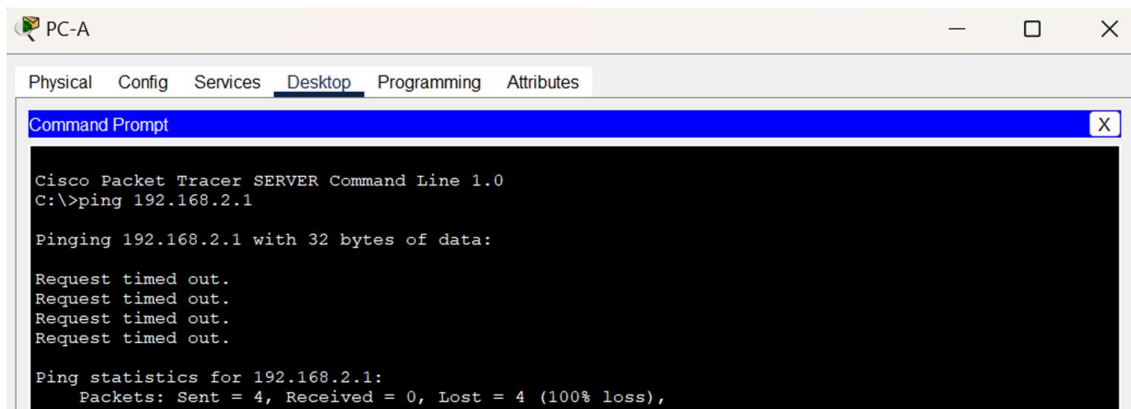 PC-A
Physical Config Services Desktop Programming Attributes
Command Prompt X
Cisco Packet Tracer SERVER Command Line 1.0
C:\>ping 192.168.2.1
Pinging 192.168.2.1 with 32 bytes of data:
Request timed out.
Request timed out.
Request timed out.
Request timed out.
Ping statistics for 192.168.2.1:
Packets: Sent = 4, Received = 0, Lost = 4 (100% loss),